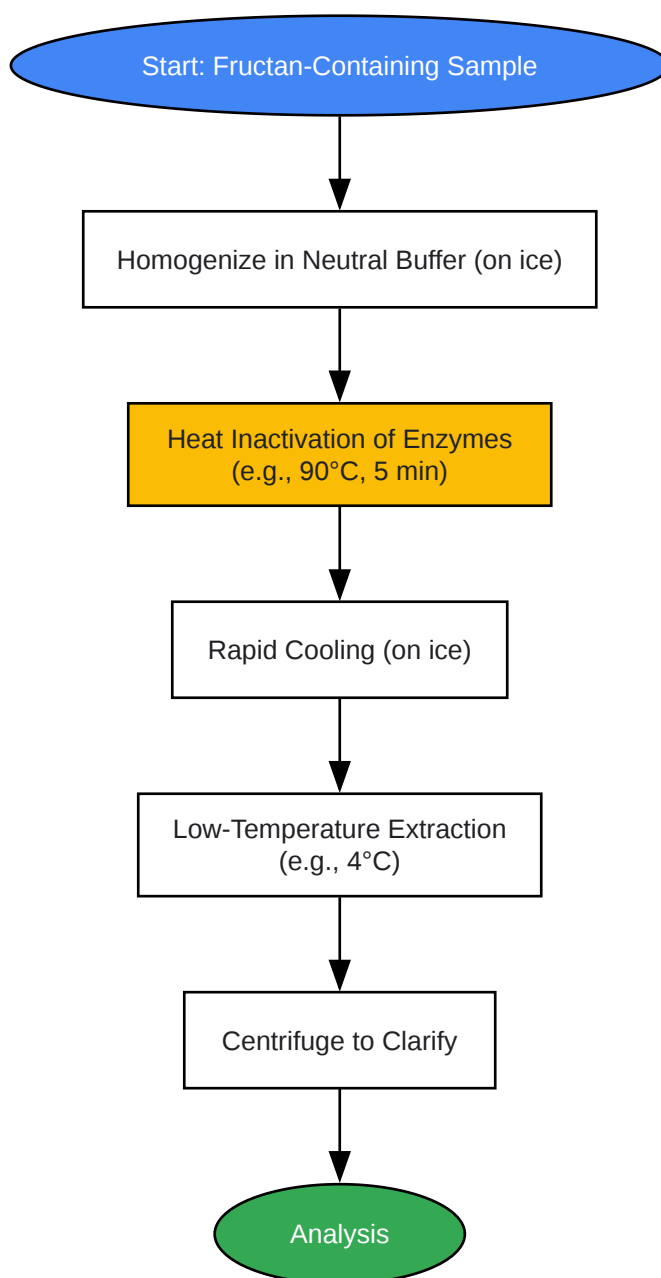 Start: Fructan-Containing Sample
Homogenize in Neutral Buffer (on ice)
Heat Inactivation of Enzymes
(e.g., 90°C, 5 min)
Rapid Cooling (on ice)
Low-Temperature Extraction
(e.g., 4°C)
Centrifuge to Clarify
Analysis